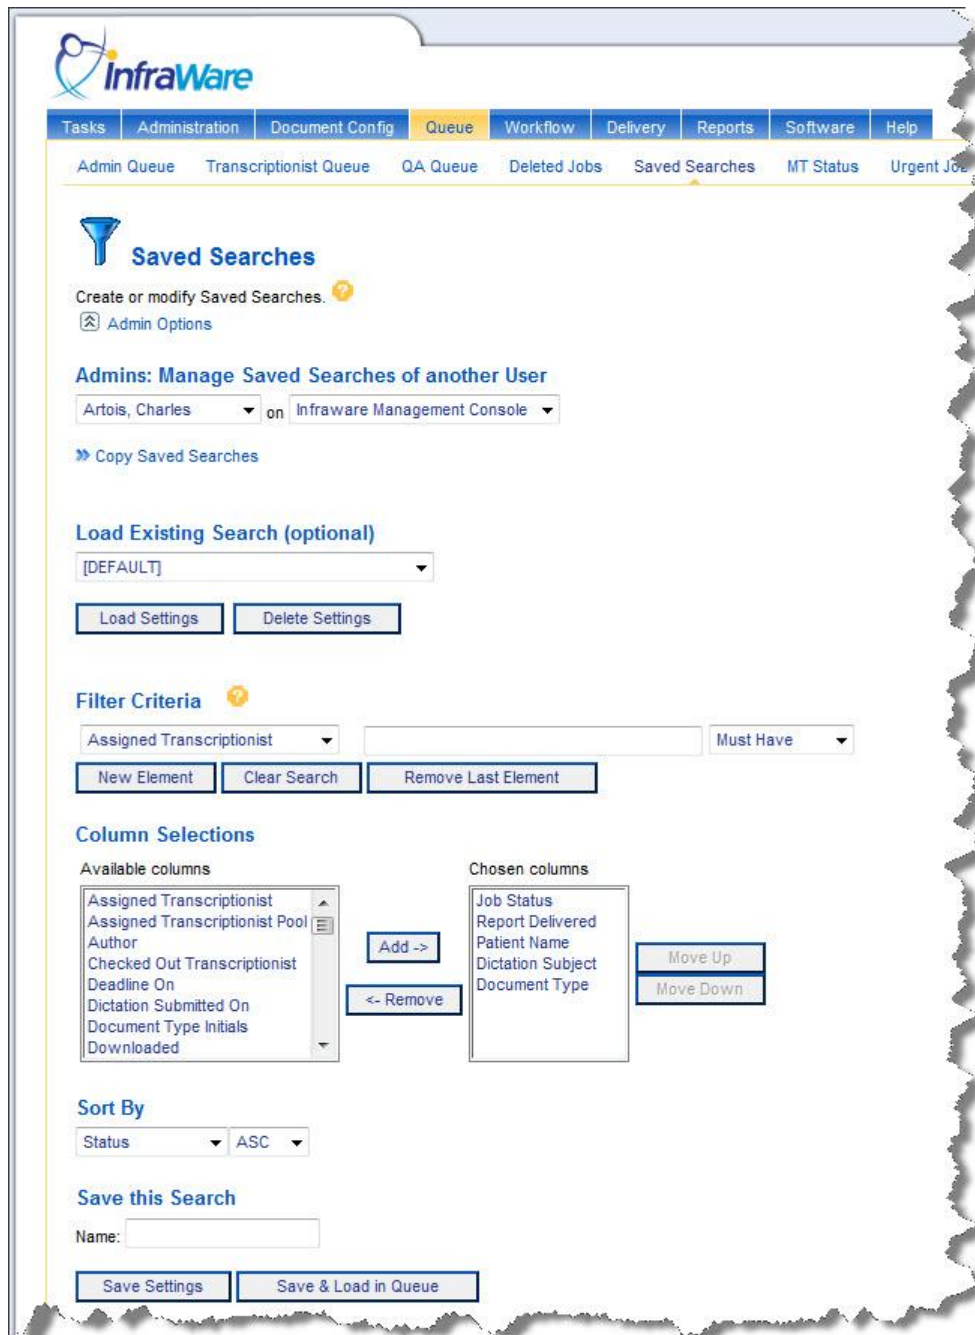 InfraWare
Tasks Administration Document Config Queue Workflow Delivery Reports Software Help
Admin Queue Transcriptionist Queue QA Queue Deleted Jobs Saved Searches MT Status Urgent
Saved Searches
Create or modify Saved Searches. ?
Admin Options
Admins: Manage Saved Searches of another User
Artois, Charles on Infraware Management Console
Copy Saved Searches
Load Existing Search (optional)
[DEFAULT]
Load Settings Delete Settings
Filter Criteria ?
Assigned Transcriptionist Must Have
New Element Clear Search Remove Last Element
Column Selections
Available columns Chosen columns
Assigned Transcriptionist Job Status
Assigned Transcriptionist Pool Report Delivered
Author Patient Name
Checked Out Transcriptionist Dictation Subject
Deadline On Document Type
Dictation Submitted On
Document Type Initials
Downloaded
Add ->
<- Remove
Move Up
Move Down
Sort By
Status ASC
Save this Search
Name:
Save Settings Save & Load in Queue